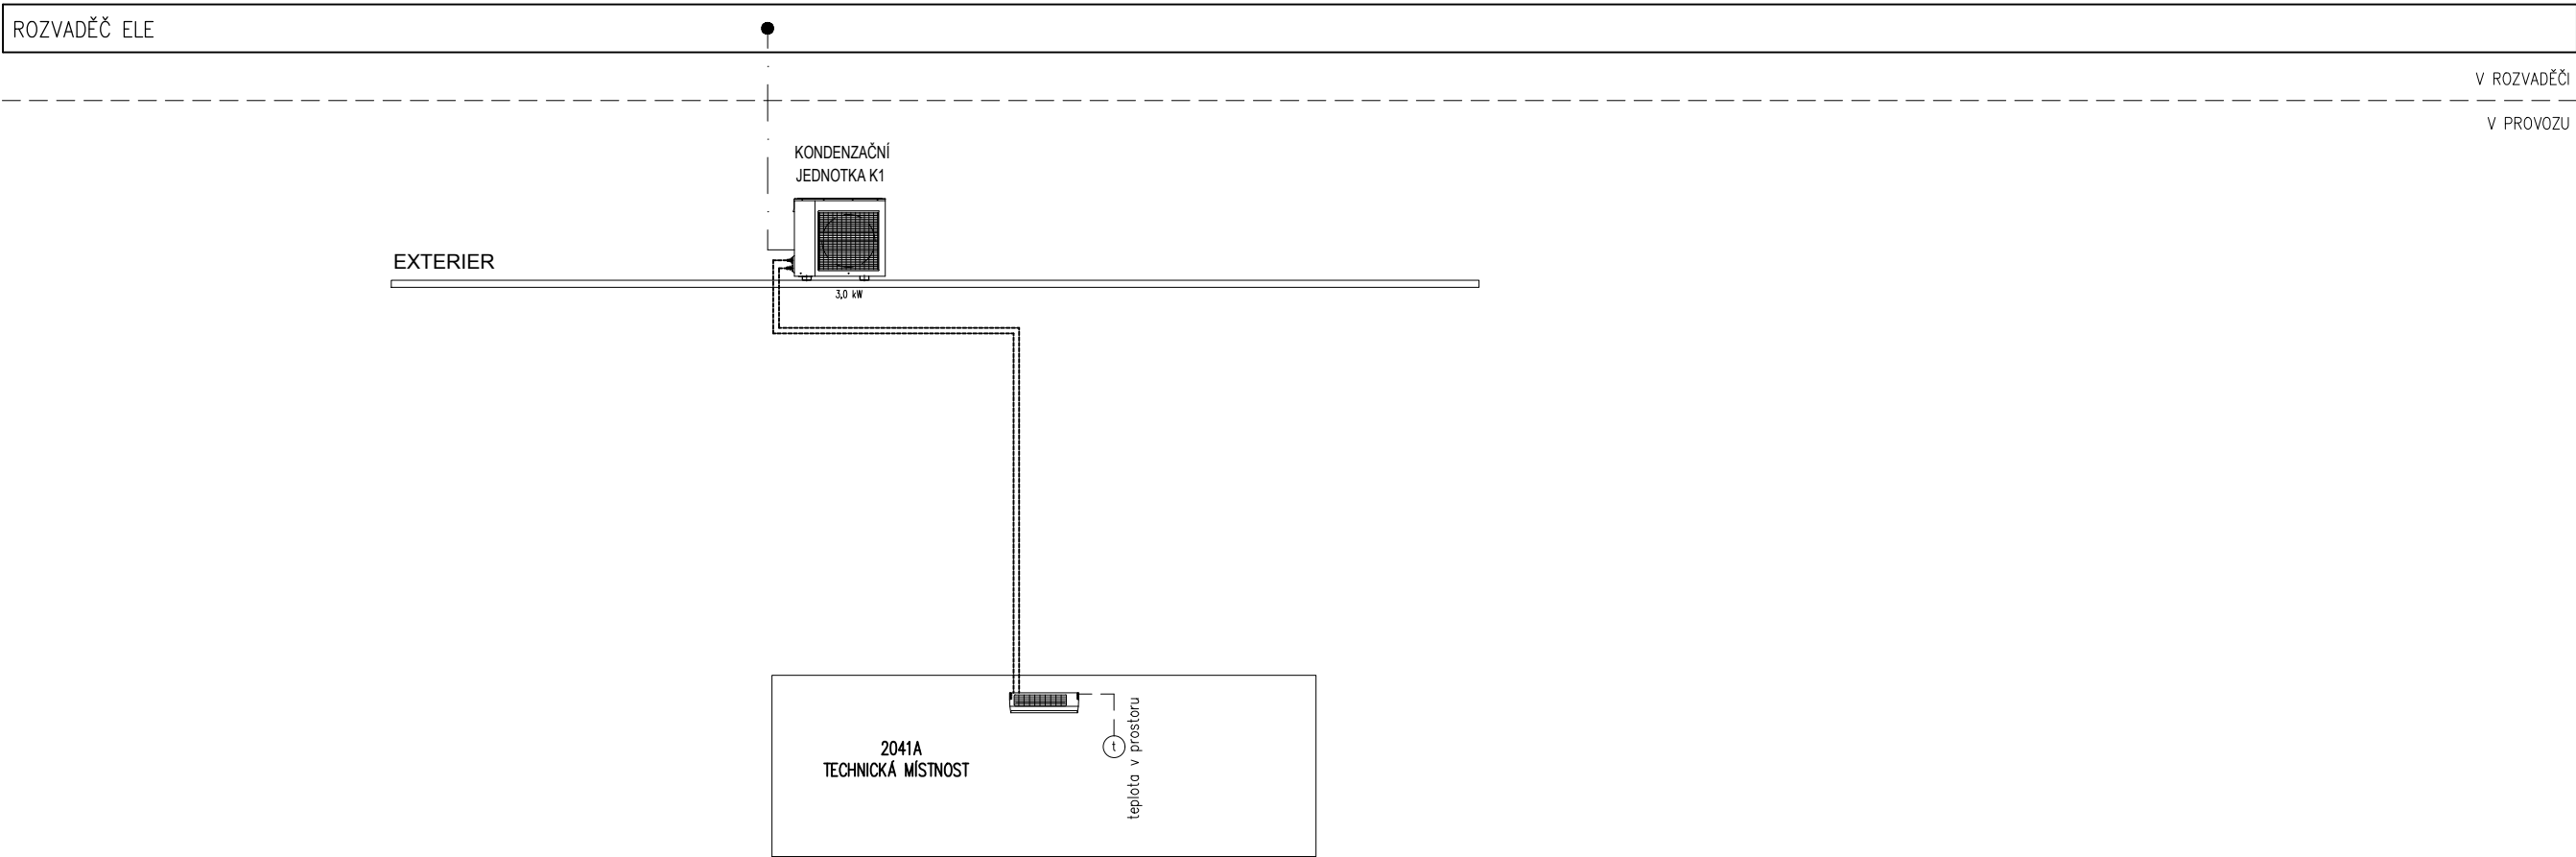 ROZVADĚČ ELE
V ROZVADĚČI
V PROVOZU
KONDENZAČNÍ
JEDNOTKA K1
EXTERIER
3,0 kW
2041A
TECHNICKÁ MÍSTNOST
t
teplota v prostoru